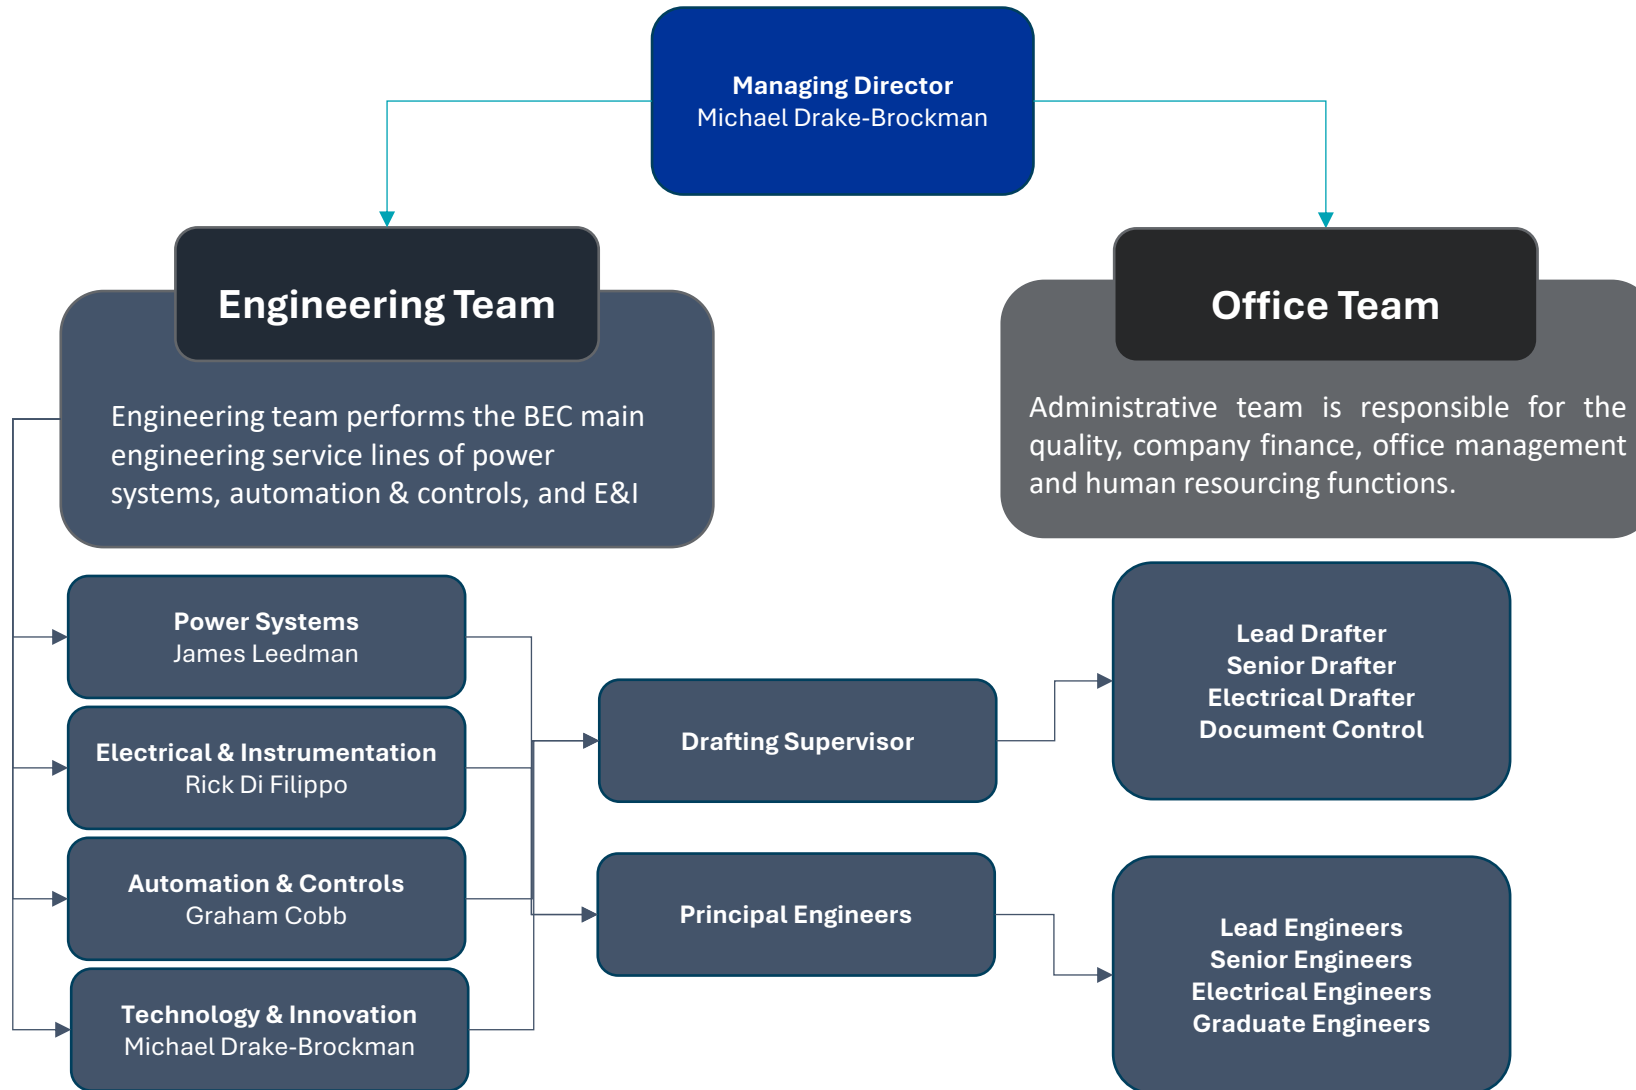 Managing Director
Michael Drake-Brockman
Engineering Team
Engineering team performs the BEC main
engineering service lines of power
systems, automation & controls, and E&I
Office Team
Administrative team is responsible for the
quality, company finance, office management
and human resourcing functions.
Power Systems
James Leedman
Electrical & Instrumentation
Rick Di Filippo
Automation & Controls
Graham Cobb
Technology & Innovation
Michael Drake-Brockman
Drafting Supervisor
Principal Engineers
Lead Drafter
Senior Drafter
Electrical Drafter
Document Control
Lead Engineers
Senior Engineers
Electrical Engineers
Graduate Engineers